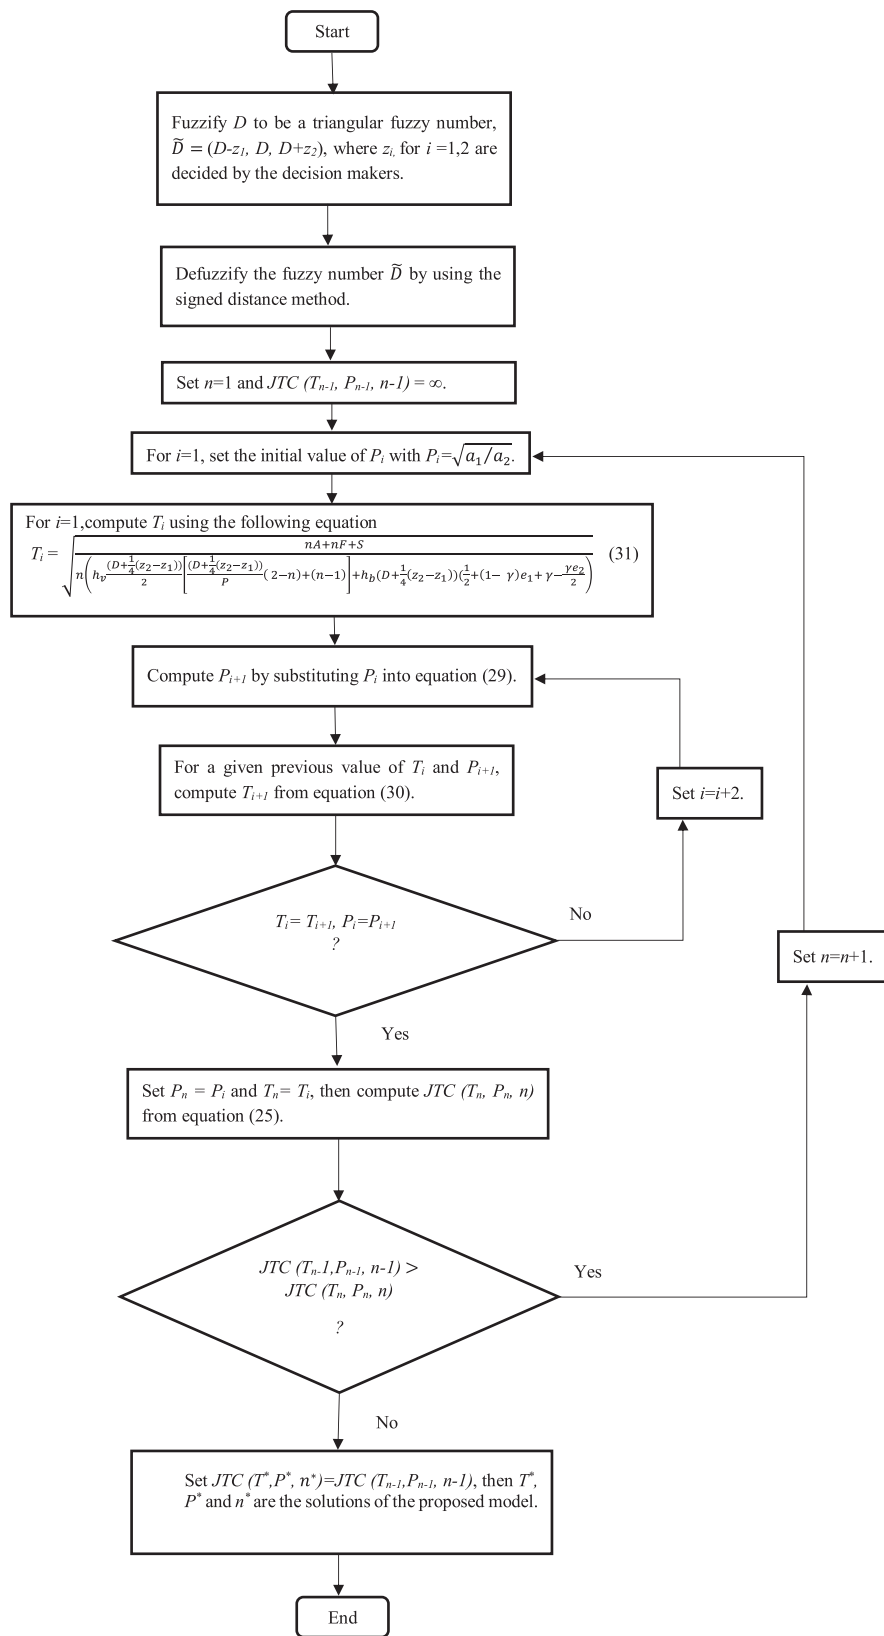 Start
Fuzzify D to be a triangular fuzzy number,
D̃ = (D-z₁, D, D+z₂), where zᵢ, for i =1,2 are
decided by the decision makers.
Defuzzify the fuzzy number D̃ by using the
signed distance method.
Set n=1 and JTC (Tₙ₋₁, Pₙ₋₁, n-1) = ∞.
For i=1, set the initial value of Pᵢ with Pᵢ=√(a₁/a₂).
For i=1,compute Tᵢ using the following equation
Tᵢ = √((nA+nF+S)/(n(h_v (D+¼(z₂−z₁))/2 [(D+¼(z₂−z₁))/P (2−n)+(n−1)]+h_b(D+¼(z₂−z₁))(½+(1− γ)e₁+γ−γe₂/2)))) (31)
Compute Pᵢ₊₁ by substituting Pᵢ into equation (29).
For a given previous value of Tᵢ and Pᵢ₊₁,
compute Tᵢ₊₁ from equation (30).
Set i=i+2.
Tᵢ= Tᵢ₊₁, Pᵢ=Pᵢ₊₁
?
No
Set n=n+1.
Yes
Set Pₙ = Pᵢ and Tₙ= Tᵢ, then compute JTC (Tₙ, Pₙ, n)
from equation (25).
JTC (Tₙ-1,Pₙ₋₁, n-1) >
JTC (Tₙ, Pₙ, n)
?
Yes
No
Set JTC (T*,P*, n*)=JTC (Tₙ₋₁,Pₙ₋₁, n-1), then T*,
P* and n* are the solutions of the proposed model.
End